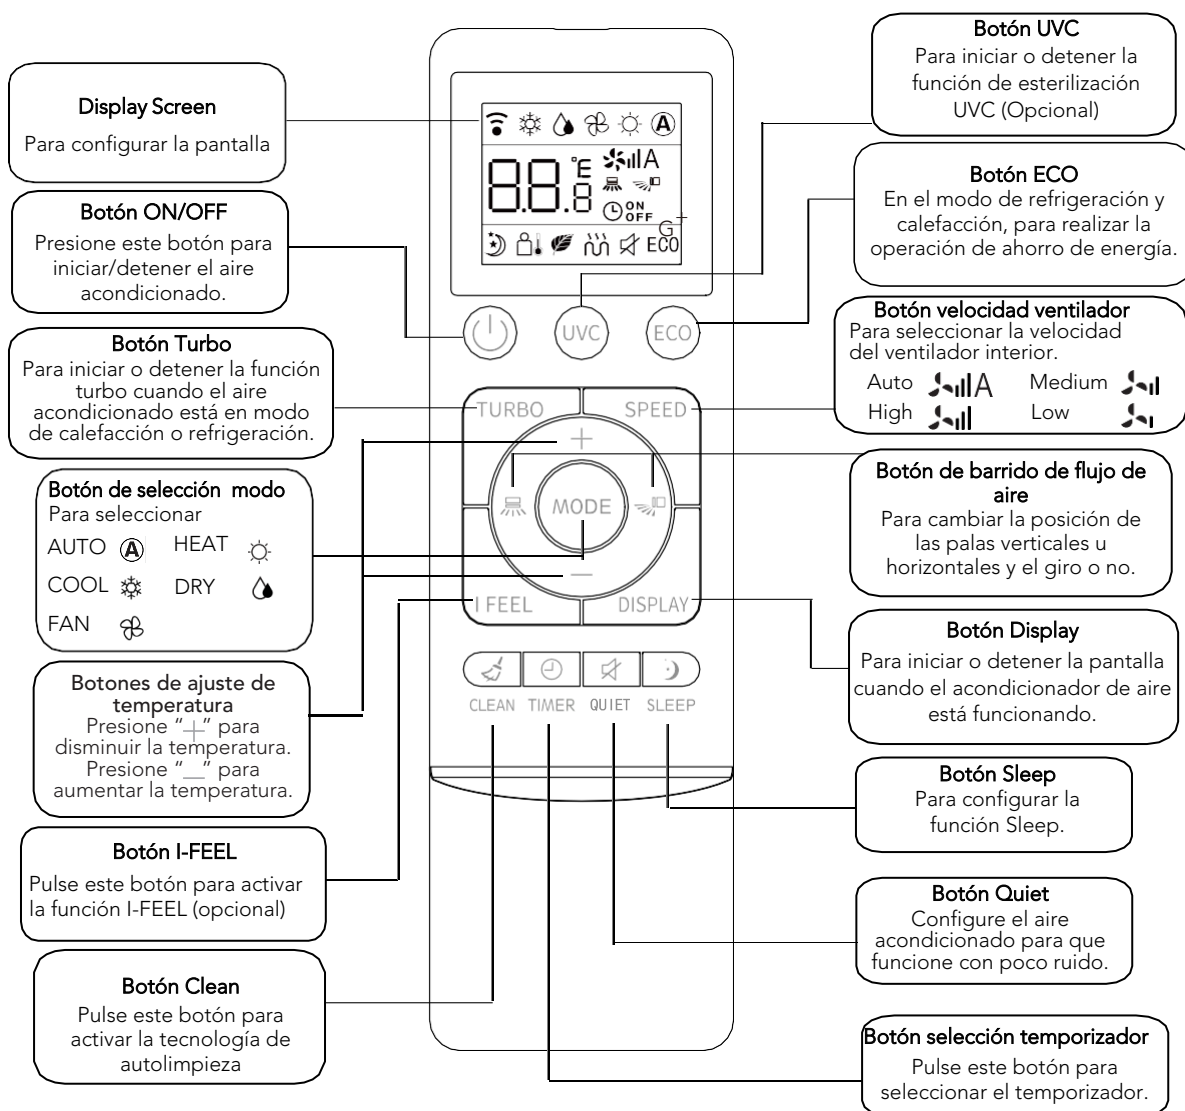 Display Screen
Para configurar la pantalla
Botón ON/OFF
Presione este botón para
iniciar/detener el aire
acondicionado.
Botón Turbo
Para iniciar o detener la función
turbo cuando el aire
acondicionado está en modo
de calefacción o refrigeración.
Botón de selección modo
Para seleccionar
AUTO A HEAT
COOL DRY
FAN
Botones de ajuste de
temperatura
Presione “+” para
disminuir la temperatura.
Presione “_” para
aumentar la temperatura.
Botón I-FEEL
Pulse este botón para activar
la función I-FEEL (opcional)
Botón Clean
Pulse este botón para
activar la tecnología de
autolimpieza
A
88.8 °E A
ON
OFF
G+
ECO
UVC ECO
TURBO SPEED
+
MODE
−
I FEEL DISPLAY
CLEAN TIMER QUIET SLEEP
Botón UVC
Para iniciar o detener la
función de esterilización
UVC (Opcional)
Botón ECO
En el modo de refrigeración y
calefacción, para realizar la
operación de ahorro de energía.
Botón velocidad ventilador
Para seleccionar la velocidad
del ventilador interior.
Auto A Medium
High Low
Botón de barrido de flujo de
aire
Para cambiar la posición de
las palas verticales u
horizontales y el giro o no.
Botón Display
Para iniciar o detener la pantalla
cuando el acondicionador de aire
está funcionando.
Botón Sleep
Para configurar la
función Sleep.
Botón Quiet
Configure el aire
acondicionado para que
funcione con poco ruido.
Botón selección temporizador
Pulse este botón para
seleccionar el temporizador.